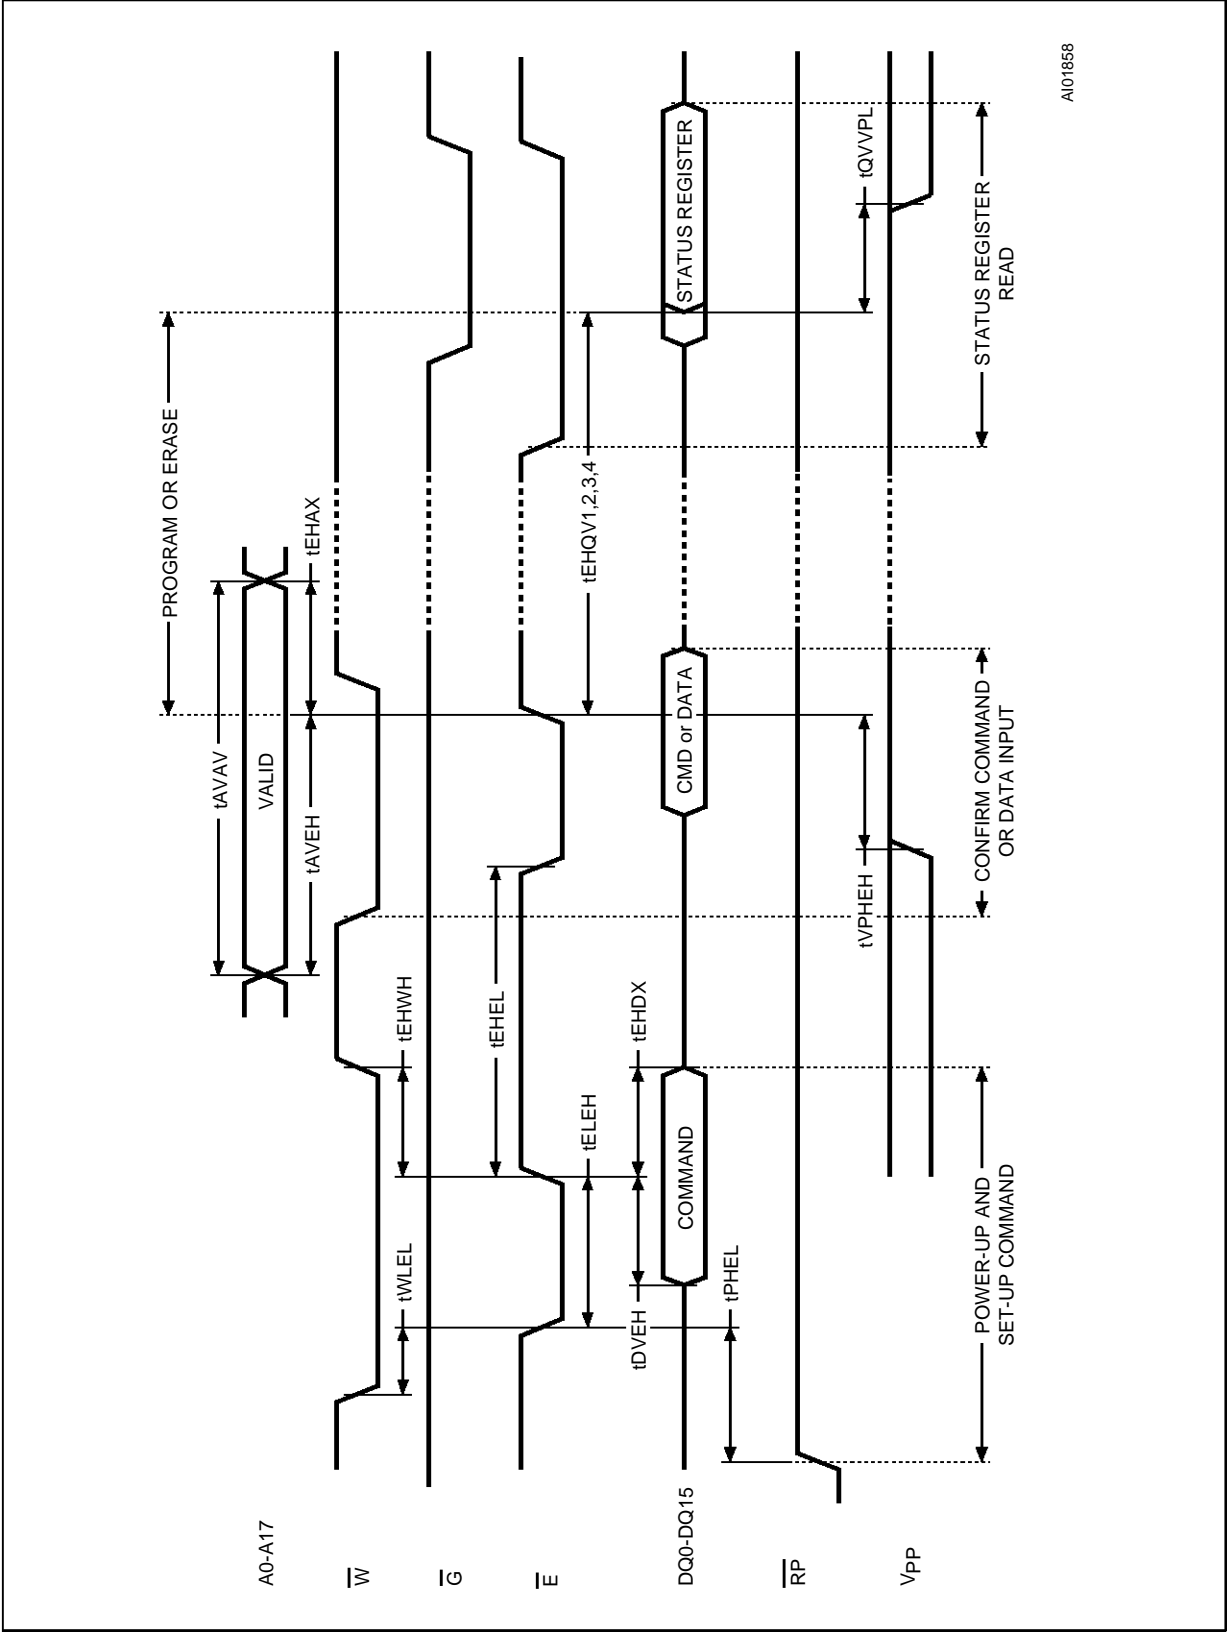 PROGRAM OR ERASE
tAVAV
A0-A17
VALID
tAVEH
tEHAX
W
tWLEL
tEHWH
G
tEHEL
E
tELEH
tEHQV1,2,3,4
tDVEH
tEHDX
DQ0-DQ15
COMMAND
CMD or DATA
STATUS REGISTER
tPHEL
RP
tVPHEH
tQVVPL
VPP
POWER-UP AND
SET-UP COMMAND
CONFIRM COMMAND
OR DATA INPUT
STATUS REGISTER
READ
AI01858